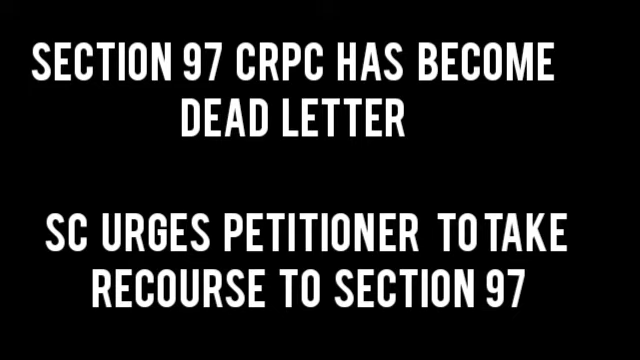 SECTION 97 CRPC HAS BECOME
DEAD LETTER
SC URGES PETITIONER TO TAKE
RECOURSE TO SECTION 97